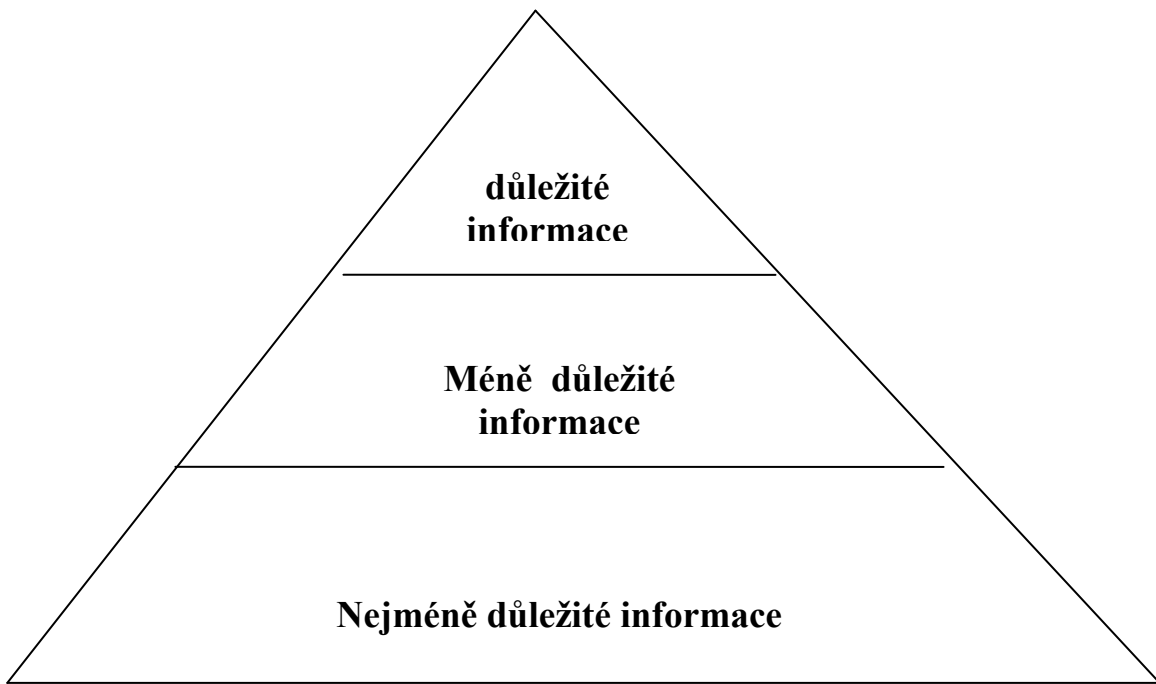 důležité
informace
Méně důležité
informace
Nejméně důležité informace